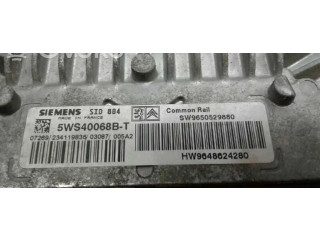 SIEMENS SID 804
MADE IN FRANCE
Common Rail
5WS40068B-T
SW9650529880
HW9648624280